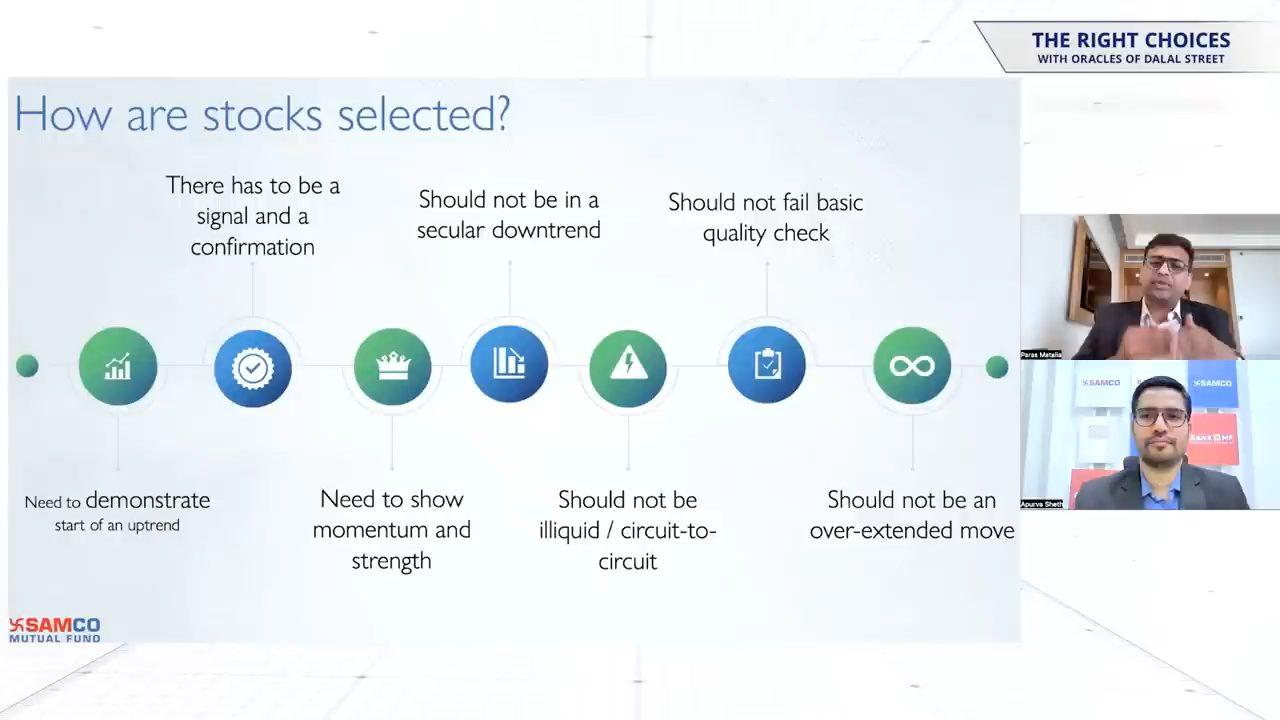 THE RIGHT CHOICES
WITH ORACLES OF DALAL STREET
How are stocks selected?
There has to be a
signal and a
confirmation
Should not be in a
secular downtrend
Should not fail basic
quality check
Need to demonstrate
start of an uptrend
Need to show
momentum and
strength
Should not be
illiquid / circuit-to-
circuit
Should not be an
over-extended move
SAMCO
MUTUAL FUND
Paras Matalia
SAMCO
SAMCO
RANK MF
Apurva Sheth